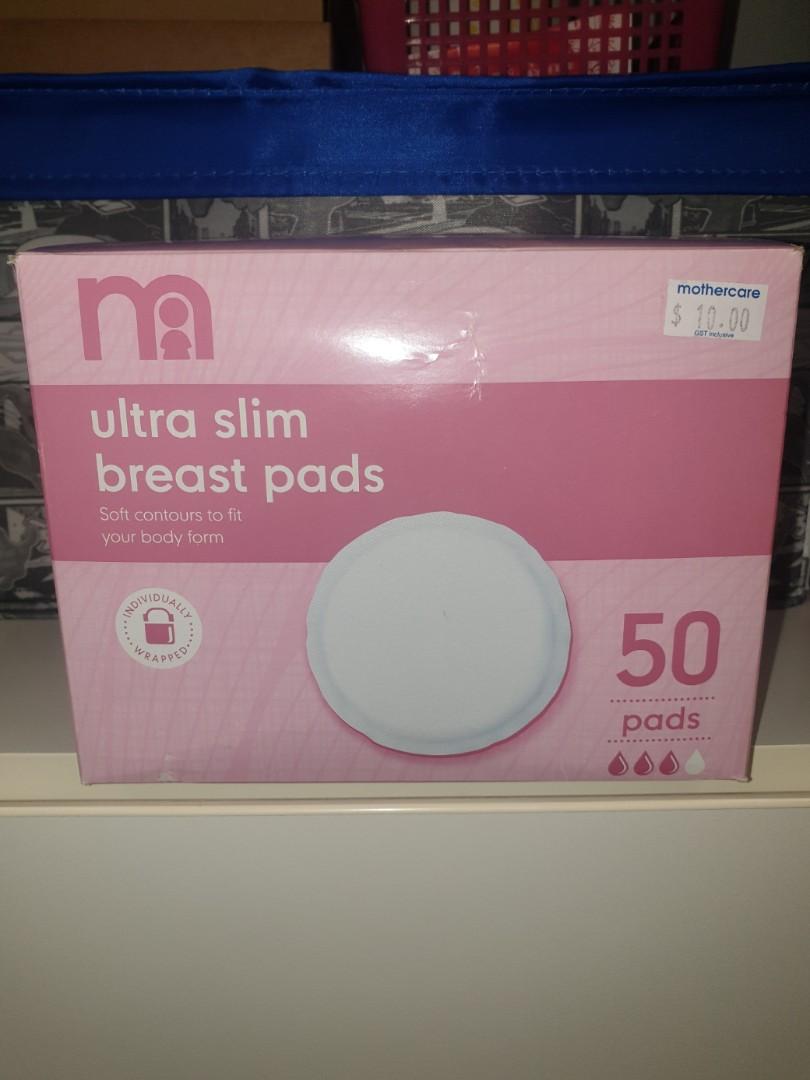 m
mothercare
$ 10.00
GST inclusive
ultra slim
breast pads
Soft contours to fit
your body form
INDIVIDUALLY
WRAPPED
50
pads